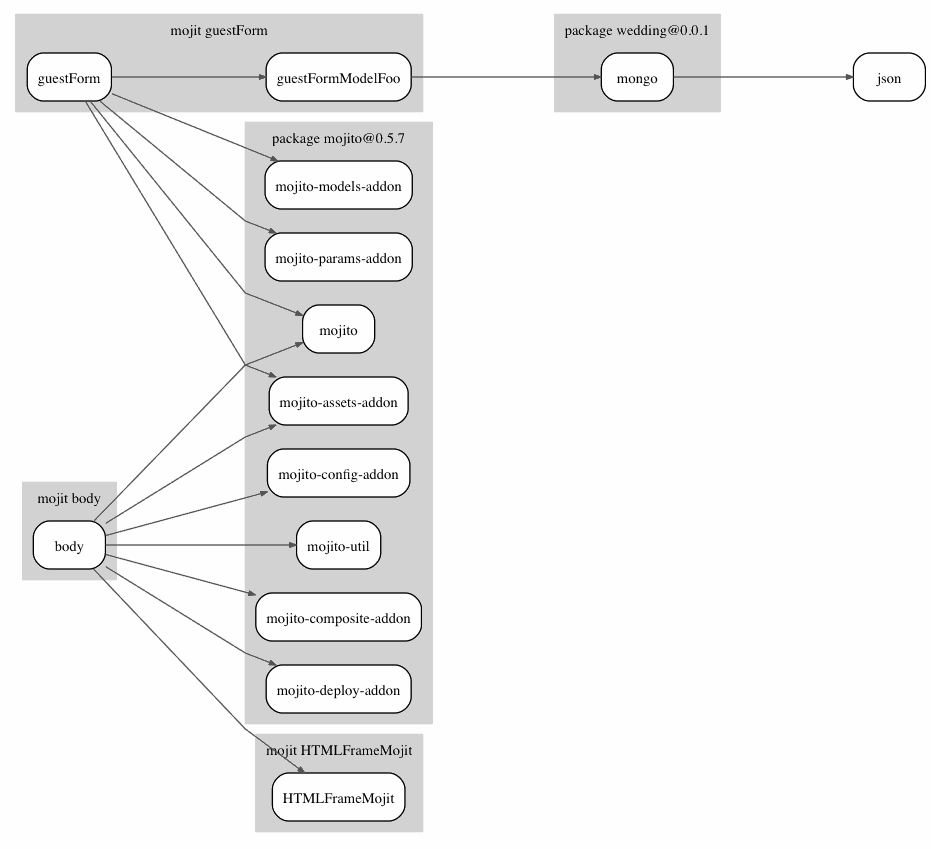 mojit guestForm
package wedding@0.0.1
guestForm
guestFormModelFoo
mongo
json
package mojito@0.5.7
mojito-models-addon
mojito-params-addon
mojito
mojito-assets-addon
mojito-config-addon
mojit body
body
mojito-util
mojito-composite-addon
mojito-deploy-addon
mojit HTMLFrameMojit
HTMLFrameMojit